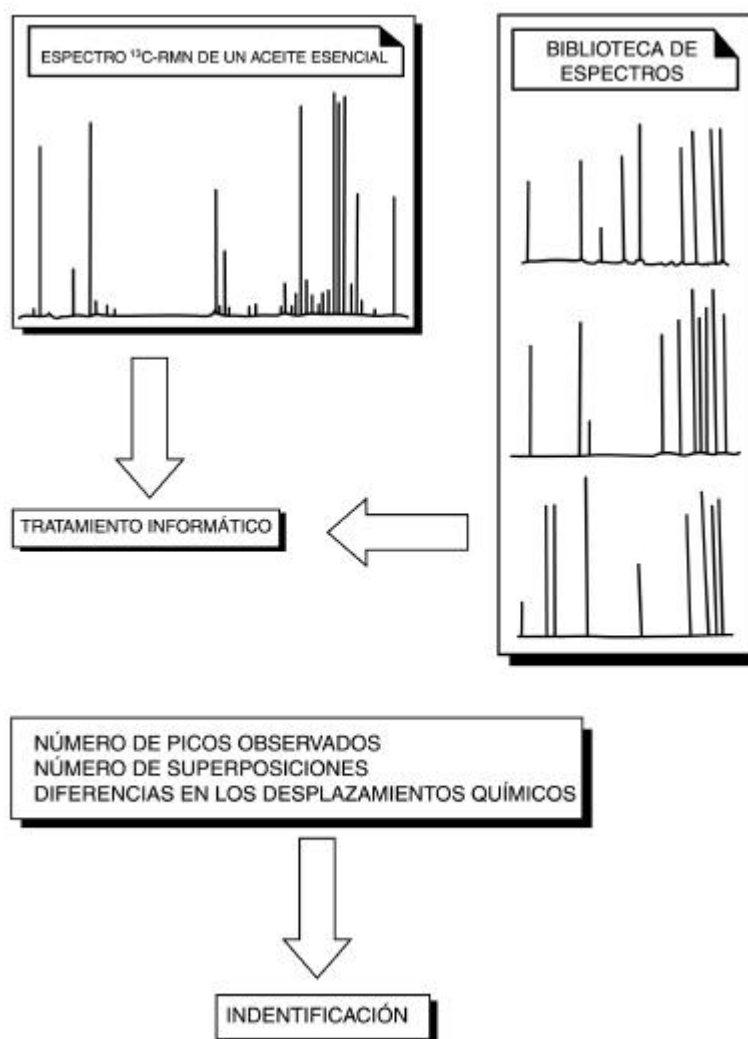 ESPECTRO ¹³C-RMN DE UN ACEITE ESENCIAL
BIBLIOTECA DE
ESPECTROS
TRATAMIENTO INFORMÁTICO
NÚMERO DE PICOS OBSERVADOS
NÚMERO DE SUPERPOSICIONES
DIFERENCIAS EN LOS DESPLAZAMIENTOS QUÍMICOS
INDENTIFICACIÓN